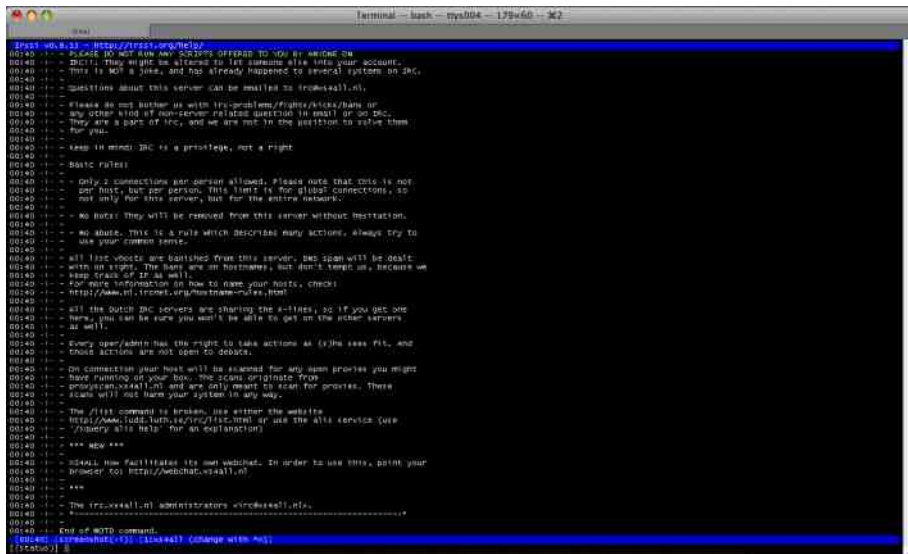 Terminal — bash — ttys004 — 179×60 — ⌘2
Irssi v0.8.13 - http://irssi.org/help/
00:40 -!- - PLEASE DO NOT RUN ANY SCRIPTS OFFERED TO YOU BY ANYONE ON
00:40 -!- - IRC!!. They might be altered to let someone else into your account.
00:40 -!- - This is NOT a joke, and has already happened to several systems on IRC.
00:40 -!- -
00:40 -!- - Questions about this server can be emailed to irc@xs4all.nl.
00:40 -!- -
00:40 -!- - Please do not bother us with irc-problems/fights/kicks/bans or
00:40 -!- - any other kind of non-server related question in email or on IRC.
00:40 -!- - They are a part of irc, and we are not in the position to solve them
00:40 -!- - for you.
00:40 -!- -
00:40 -!- - Keep in mind: IRC is a privilege, not a right
00:40 -!- -
00:40 -!- - Basic rules:
00:40 -!- -
00:40 -!- - - Only 2 connections per person allowed. Please note that this is not
00:40 -!- -   per host, but per person. This limit is for global connections, so
00:40 -!- -   not only for this server, but for the entire network.
00:40 -!- -
00:40 -!- - - No bots! They will be removed from this server without hesitation.
00:40 -!- -
00:40 -!- - - No abuse. This is a rule which describes many actions. Always try to
00:40 -!- -   use your common sense.
00:40 -!- -
00:40 -!- - All list vhosts are banished from this server. DNS spam will be dealt
00:40 -!- - with on sight. The bans are on hostnames, but don't tempt us, because we
00:40 -!- - keep track of IP as well.
00:40 -!- - For more information on how to name your hosts, check:
00:40 -!- - http://www.nl.ircnet.org/hostname-rules.html
00:40 -!- -
00:40 -!- - All the Dutch IRC servers are sharing the K-lines, so if you get one
00:40 -!- - here, you can be sure you won't be able to get on the other servers
00:40 -!- - as well.
00:40 -!- -
00:40 -!- - Every oper/admin has the right to take actions as (s)he sees fit. And
00:40 -!- - those actions are not open to debate.
00:40 -!- -
00:40 -!- - On connection your host will be scanned for any open proxies you might
00:40 -!- - have running on your box. The scans originate from
00:40 -!- - proxyscan.xs4all.nl and are only meant to scan for proxies. These
00:40 -!- - scans will not harm your system in any way.
00:40 -!- -
00:40 -!- - The /list command is broken. Use either the website
00:40 -!- - http://www.ludd.luth.se/irc/list.html or use the alis service (use
00:40 -!- - '/squery alis help' for an explanation)
00:40 -!- -
00:40 -!- - *** NEW ***
00:40 -!- -
00:40 -!- - XS4ALL now facilitates its own webchat. In order to use this, point your
00:40 -!- - browser to: http://webchat.xs4all.nl
00:40 -!- -
00:40 -!- - ***
00:40 -!- -
00:40 -!- - The irc.xs4all.nl administrators <irc@xs4all.nl>.
00:40 -!- - *------------------------------------------------------------------*
00:40 -!- -
00:40 -!- - End of MOTD command.
[00:40] [screenshot(+i)] [1:xs4all (change with ^X)]
[(status)]